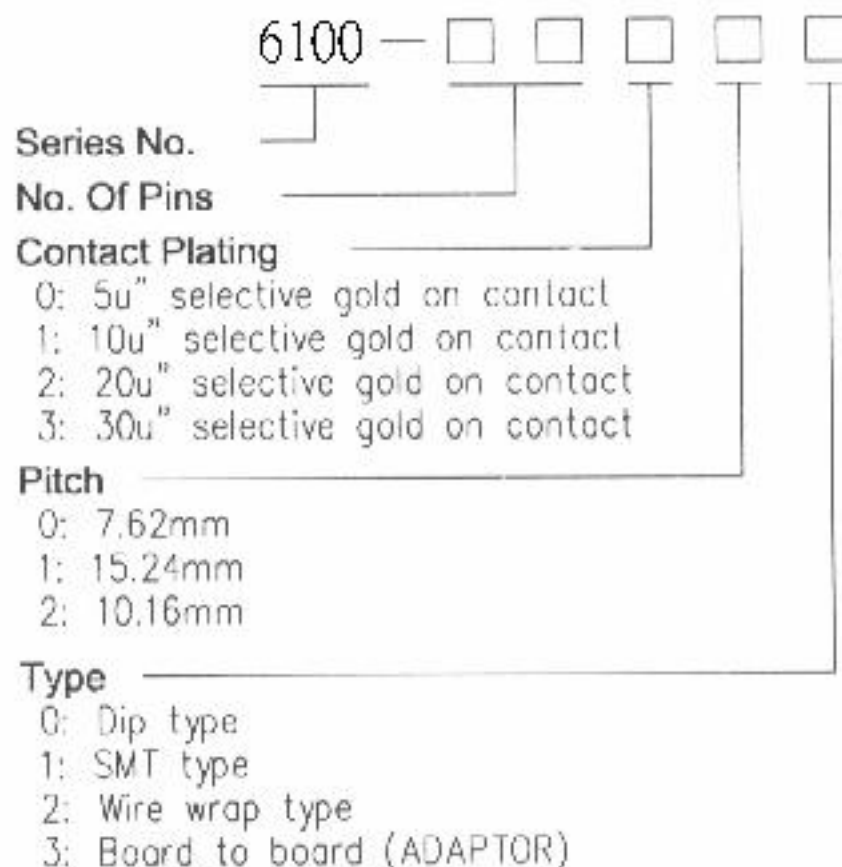 6100 — □ □ □ □ □
Series No.
No. Of Pins
Contact Plating
0: 5u" selective gold on contact
1: 10u" selective gold on contact
2: 20u" selective gold on contact
3: 30u" selective gold on contact
Pitch
0: 7.62mm
1: 15.24mm
2: 10.16mm
Type
0: Dip type
1: SMT type
2: Wire wrap type
3: Board to board (ADAPTOR)